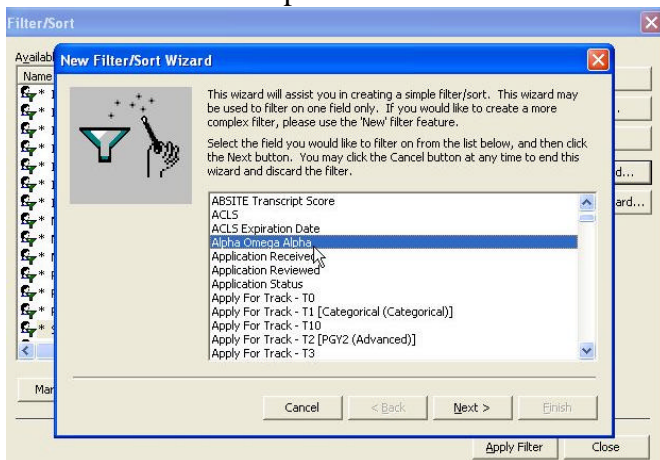 Filter/Sort
Availabl
New Filter/Sort Wizard
Name
This wizard will assist you in creating a simple filter/sort. This wizard may
be used to filter on one field only. If you would like to create a more
complex filter, please use the 'New' filter feature.
Select the field you would like to filter on from the list below, and then click
the Next button. You may click the Cancel button at any time to end this
wizard and discard the filter.
d...
ard...
ABSITE Transcript Score
ACLS
ACLS Expiration Date
Alpha Omega Alpha
Application Received
Application Reviewed
Application Status
Apply For Track - T0
Apply For Track - T1 [Categorical (Categorical)]
Apply For Track - T10
Apply For Track - T2 [PGY2 (Advanced)]
Apply For Track - T3
Mar
Cancel
< Back
Next >
Finish
Apply Filter
Close